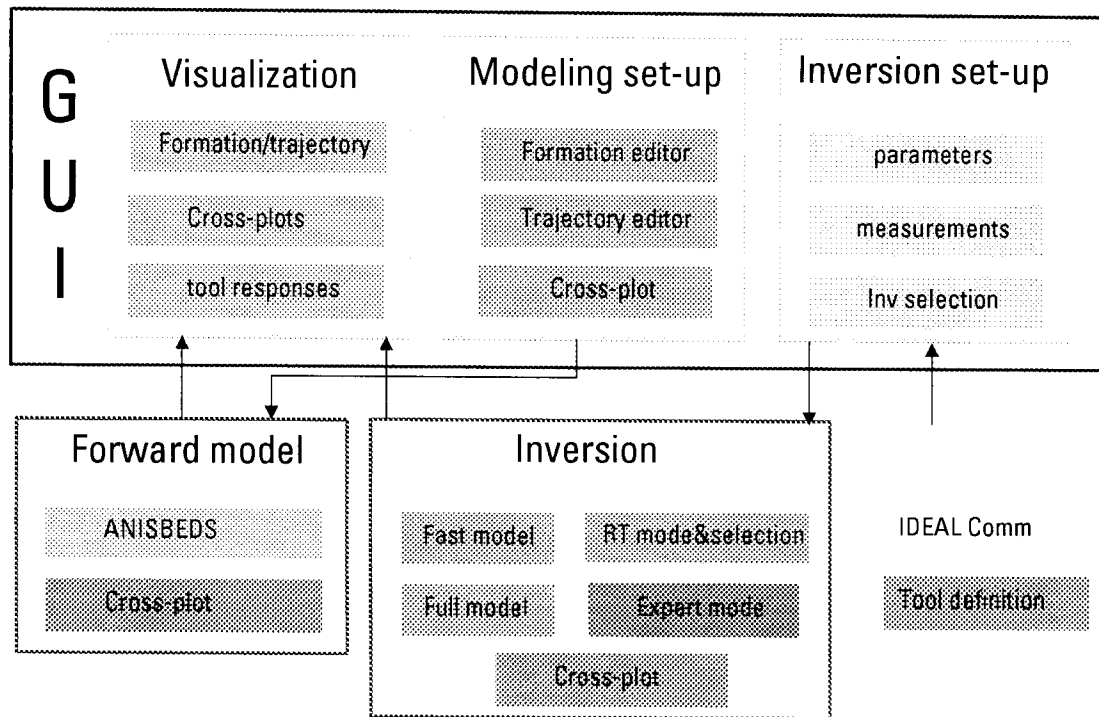 GUI
Visualization
Formation/trajectory
Cross-plots
tool responses
Modeling set-up
Formation editor
Trajectory editor
Cross-plot
Inversion set-up
parameters
measurements
Inv selection
Forward model
ANISBEDS
Cross-plot
Inversion
Fast model
RT mode&selection
Full model
Expert mode
Cross-plot
IDEAL Comm
Tool definition